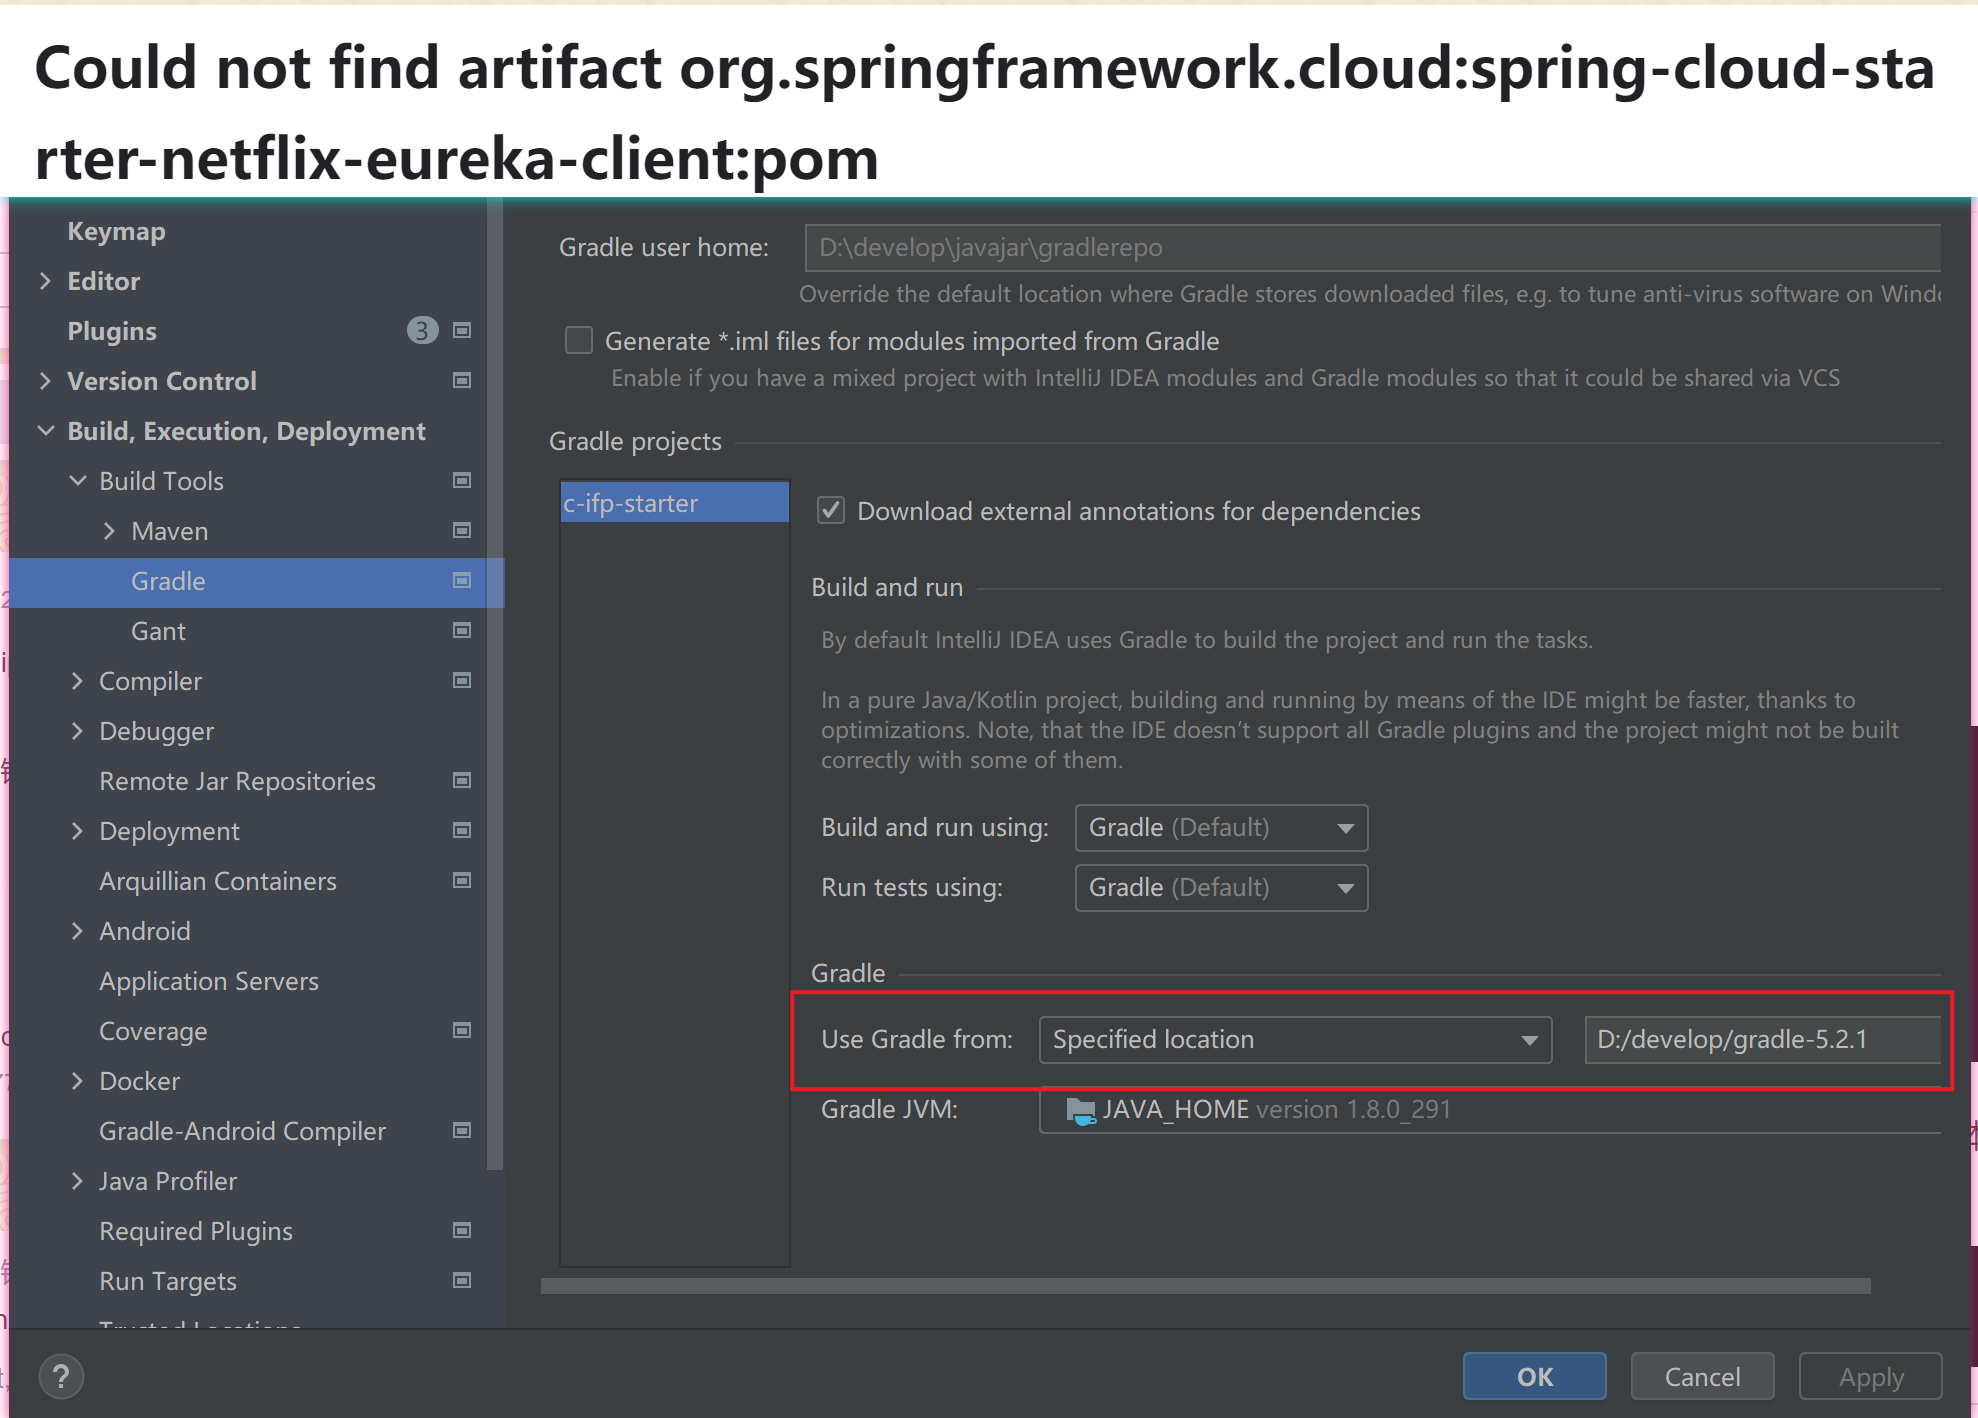 Could not find artifact org.springframework.cloud:spring-cloud-sta
rter-netflix-eureka-client:pom
Keymap
Editor
Plugins 3
Version Control
Build, Execution, Deployment
Build Tools
Maven
Gradle
Gant
Compiler
Debugger
Remote Jar Repositories
Deployment
Arquillian Containers
Android
Application Servers
Coverage
Docker
Gradle-Android Compiler
Java Profiler
Required Plugins
Run Targets
Gradle user home: D:\develop\javajar\gradlerepo
Override the default location where Gradle stores downloaded files, e.g. to tune anti-virus software on
Generate *.iml files for modules imported from Gradle
Enable if you have a mixed project with IntelliJ IDEA modules and Gradle modules so that it could be shared via VCS
Gradle projects
c-ifp-starter
Download external annotations for dependencies
Build and run
By default IntelliJ IDEA uses Gradle to build the project and run the tasks.
In a pure Java/Kotlin project, building and running by means of the IDE might be faster, thanks to
optimizations. Note, that the IDE doesn’t support all Gradle plugins and the project might not be built
correctly with some of them.
Build and run using: Gradle (Default)
Run tests using: Gradle (Default)
Gradle
Use Gradle from: Specified location D:/develop/gradle-5.2.1
Gradle JVM: JAVA_HOME version 1.8.0_291
?
OK Cancel Apply